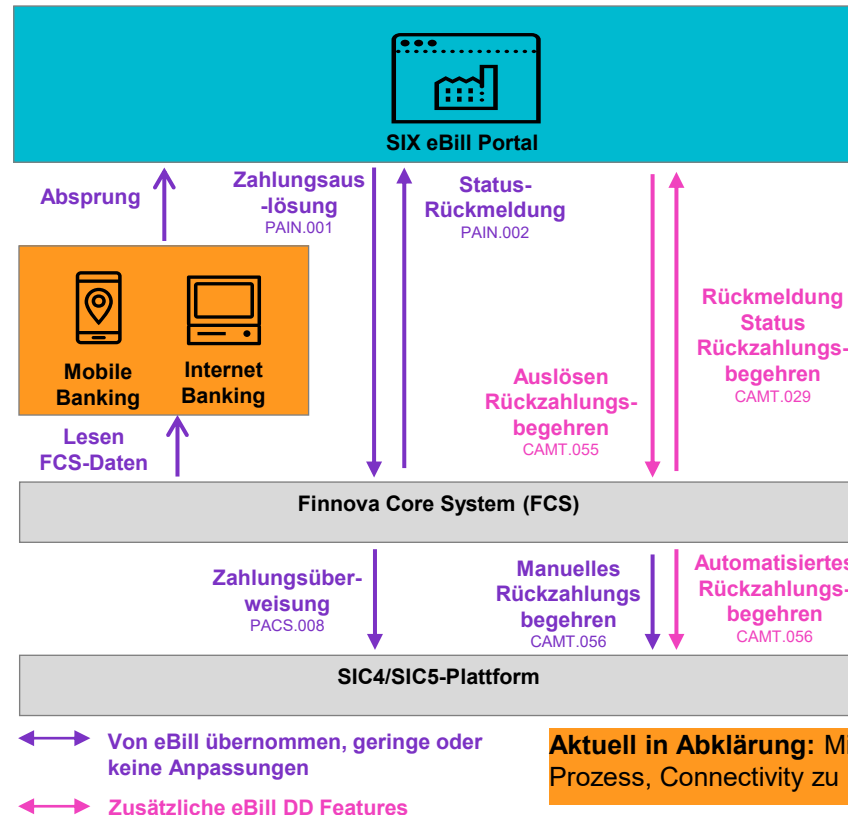 SIX eBill Portal
Absprung
Zahlungsaus
-lösung
PAIN.001
Status-
Rückmeldung
PAIN.002
Mobile
Banking
Internet
Banking
Rückmeldung
Status
Rückzahlungs-
begehren
CAMT.029
Auslösen
Rückzahlungs-
begehren
CAMT.055
Lesen
FCS-Daten
Finnova Core System (FCS)
Zahlungsüber-
weisung
PACS.008
Manuelles
Rückzahlungs
begehren
CAMT.056
Automatisiertes
Rückzahlungs-
begehren
CAMT.056
SIC4/SIC5-Plattform
Von eBill übernommen, geringe oder
keine Anpassungen
Zusätzliche eBill DD Features
Aktuell in Abklärung:
Prozess, Connectivity zu